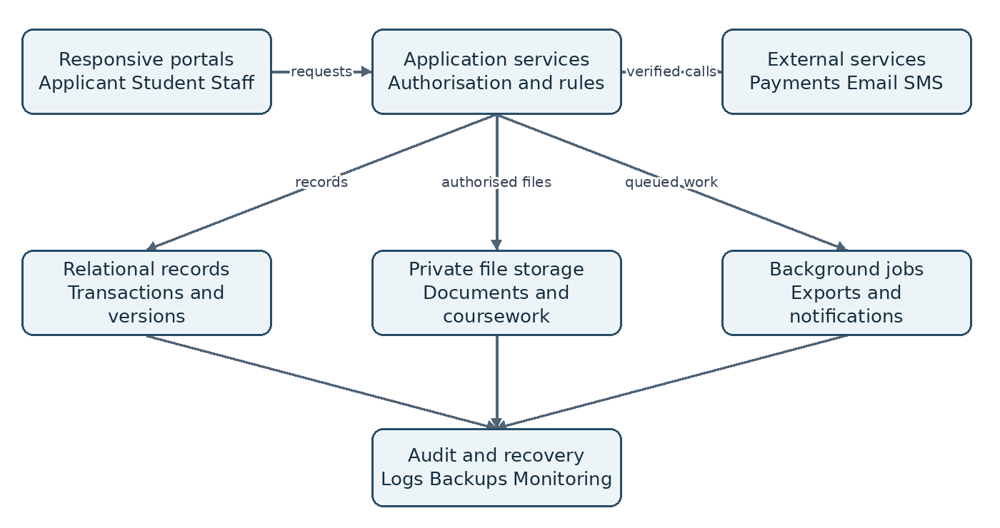 Responsive portals
Applicant Student Staff
requests
Application services
Authorisation and rules
verified calls
External services
Payments Email SMS
records
authorised files
queued work
Relational records
Transactions and
versions
Private file storage
Documents and
coursework
Background jobs
Exports and
notifications
Audit and recovery
Logs Backups Monitoring